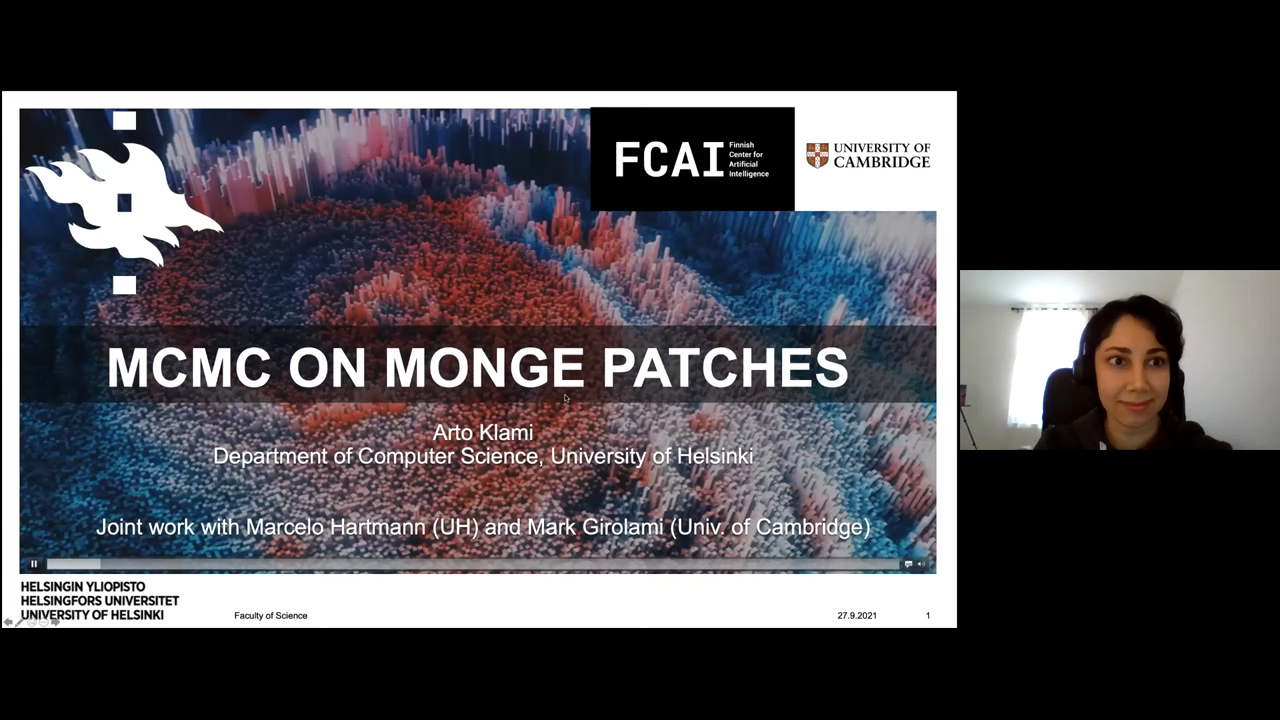 FCAI
Finnish
Center for
Artificial
Intelligence
UNIVERSITY OF
CAMBRIDGE
MCMC ON MONGE PATCHES
Arto Klami
Department of Computer Science, University of Helsinki
Joint work with Marcelo Hartmann (UH) and Mark Girolami (Univ. of Cambridge)
HELSINGIN YLIOPISTO
HELSINGFORS UNIVERSITET
UNIVERSITY OF HELSINKI
Faculty of Science
27.9.2021
1